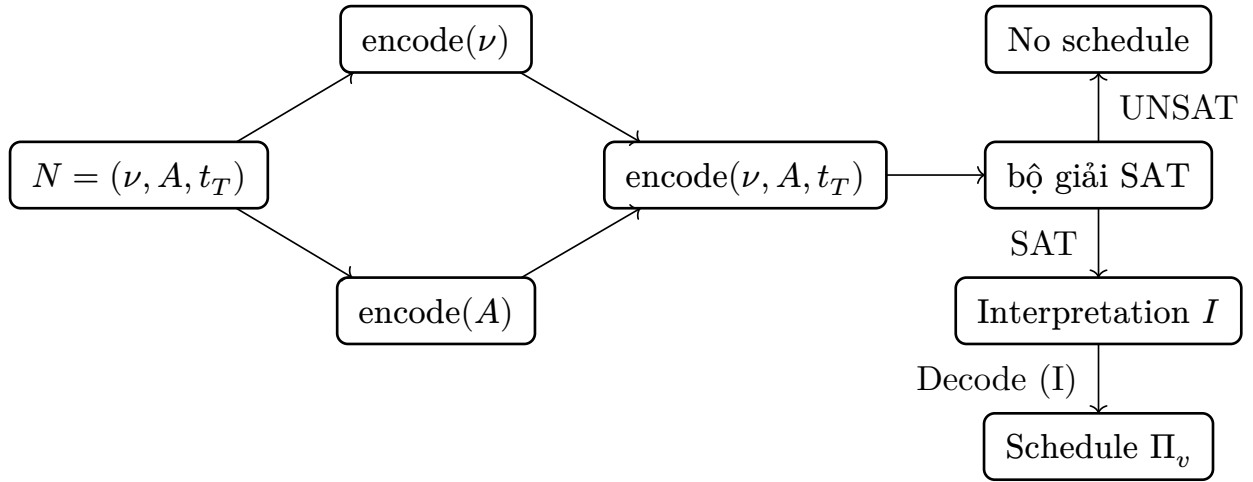 encode(ν)
No schedule
UNSAT
N = (ν, A, t_T)
encode(ν, A, t_T)
bộ giải SAT
SAT
encode(A)
Interpretation I
Decode (I)
Schedule Π_v